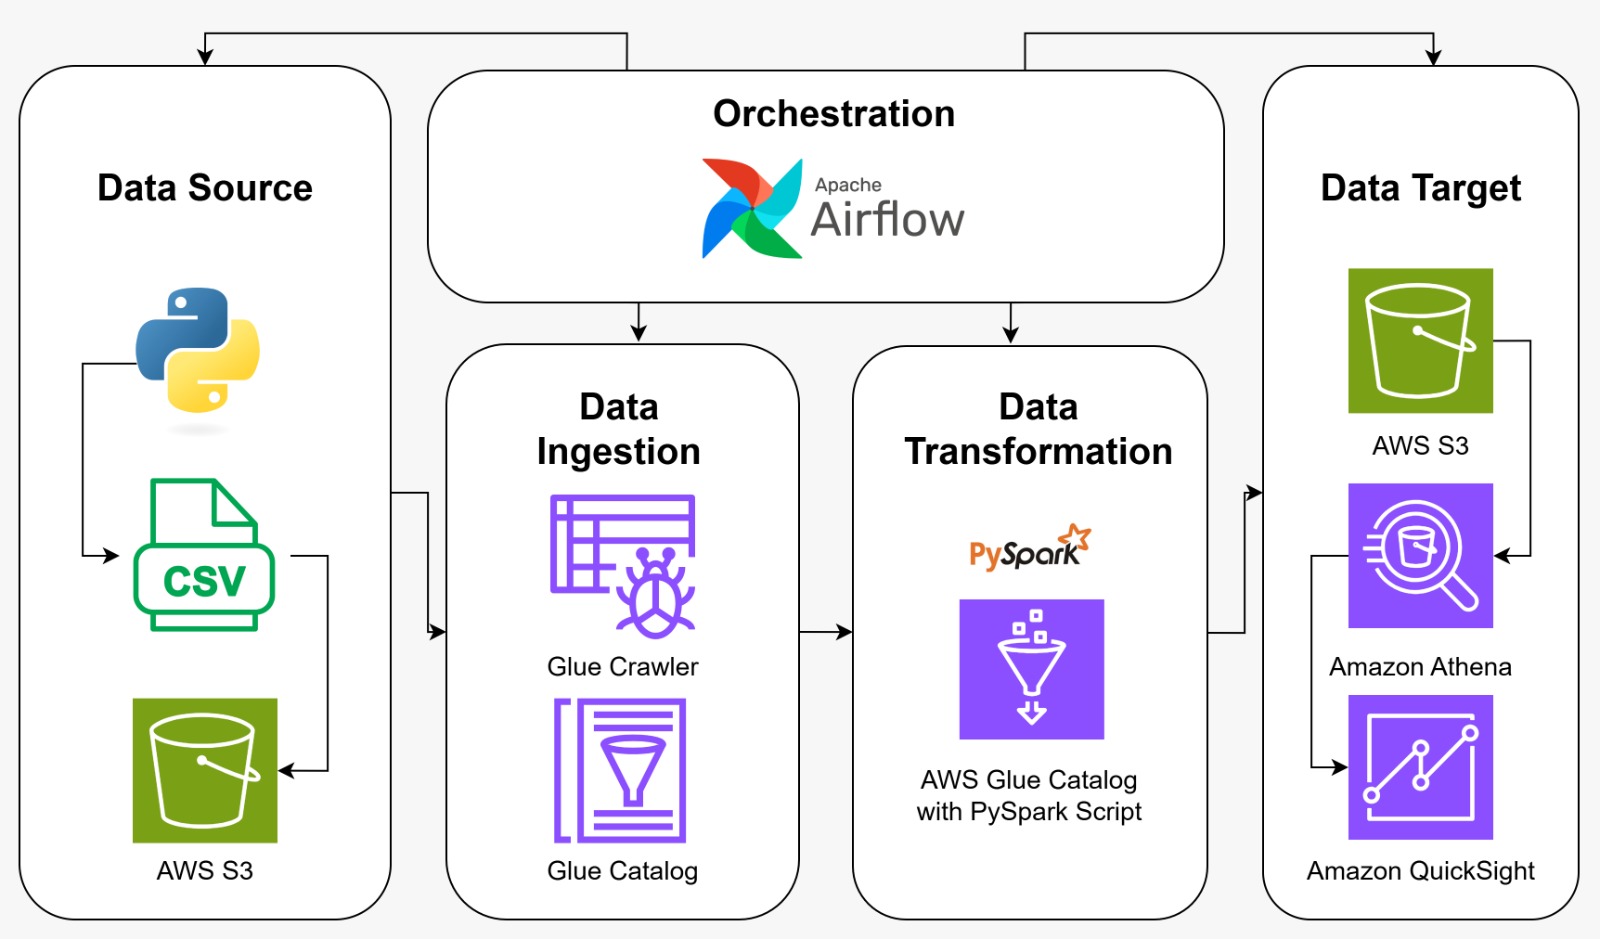 Orchestration
Apache
Airflow
Data Source
CSV
AWS S3
Data
Ingestion
Glue Crawler
Glue Catalog
Data
Transformation
PySpark
AWS Glue Catalog
with PySpark Script
Data Target
AWS S3
Amazon Athena
Amazon QuickSight